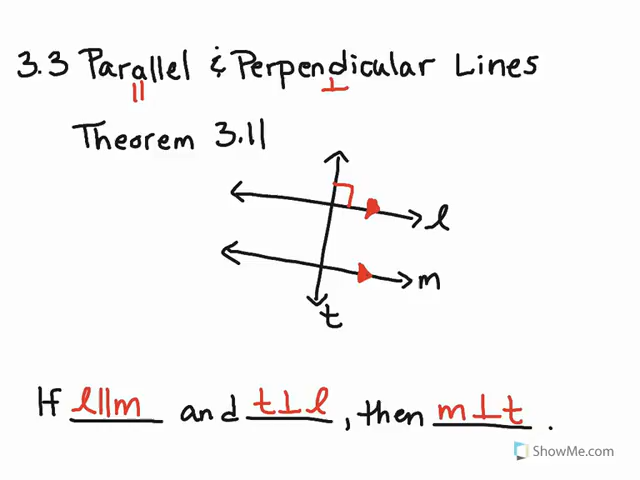 3.3 Parallel & Perpendicular Lines
|| ⊥
Theorem 3.11
l
m
t
If l||m and t⊥l, then m⊥t.
ShowMe.com